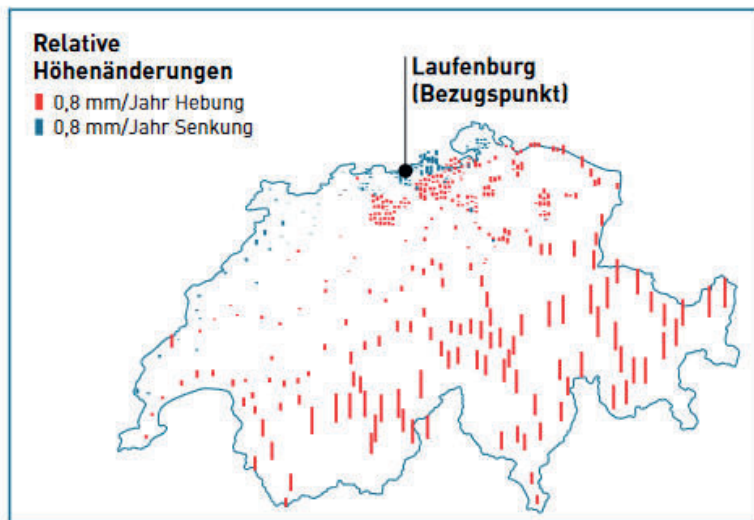 Relative
Höhenänderungen
0,8 mm/Jahr Hebung
0,8 mm/Jahr Senkung
Laufenburg
(Bezugspunkt)